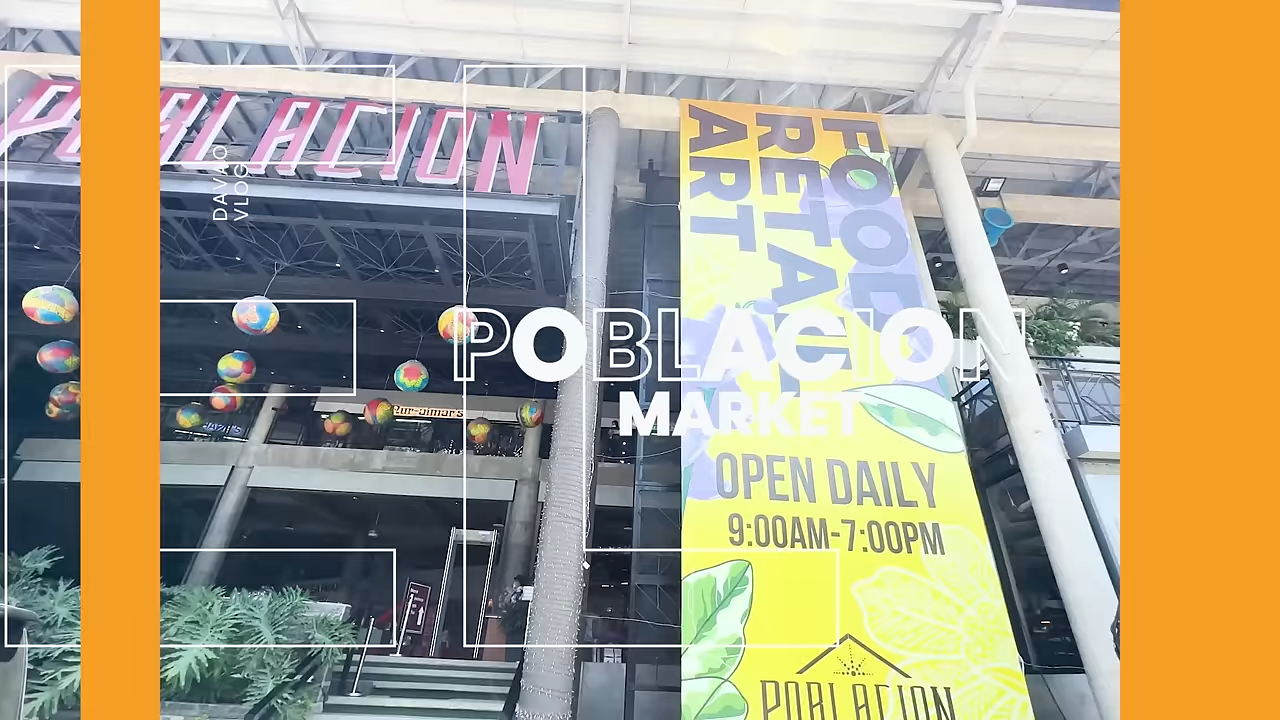 POBLACION
DAVAO
VLOG
FOOD
RETAIL
ART
POBLACION
MARKET
OPEN DAILY
9:00AM-7:00PM
POBLACION